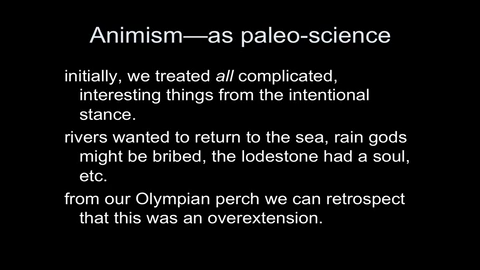 Animism—as paleo-science
initially, we treated all complicated,
interesting things from the intentional
stance.
rivers wanted to return to the sea, rain gods
might be bribed, the lodestone had a soul,
etc.
from our Olympian perch we can retrospect
that this was an overextension.